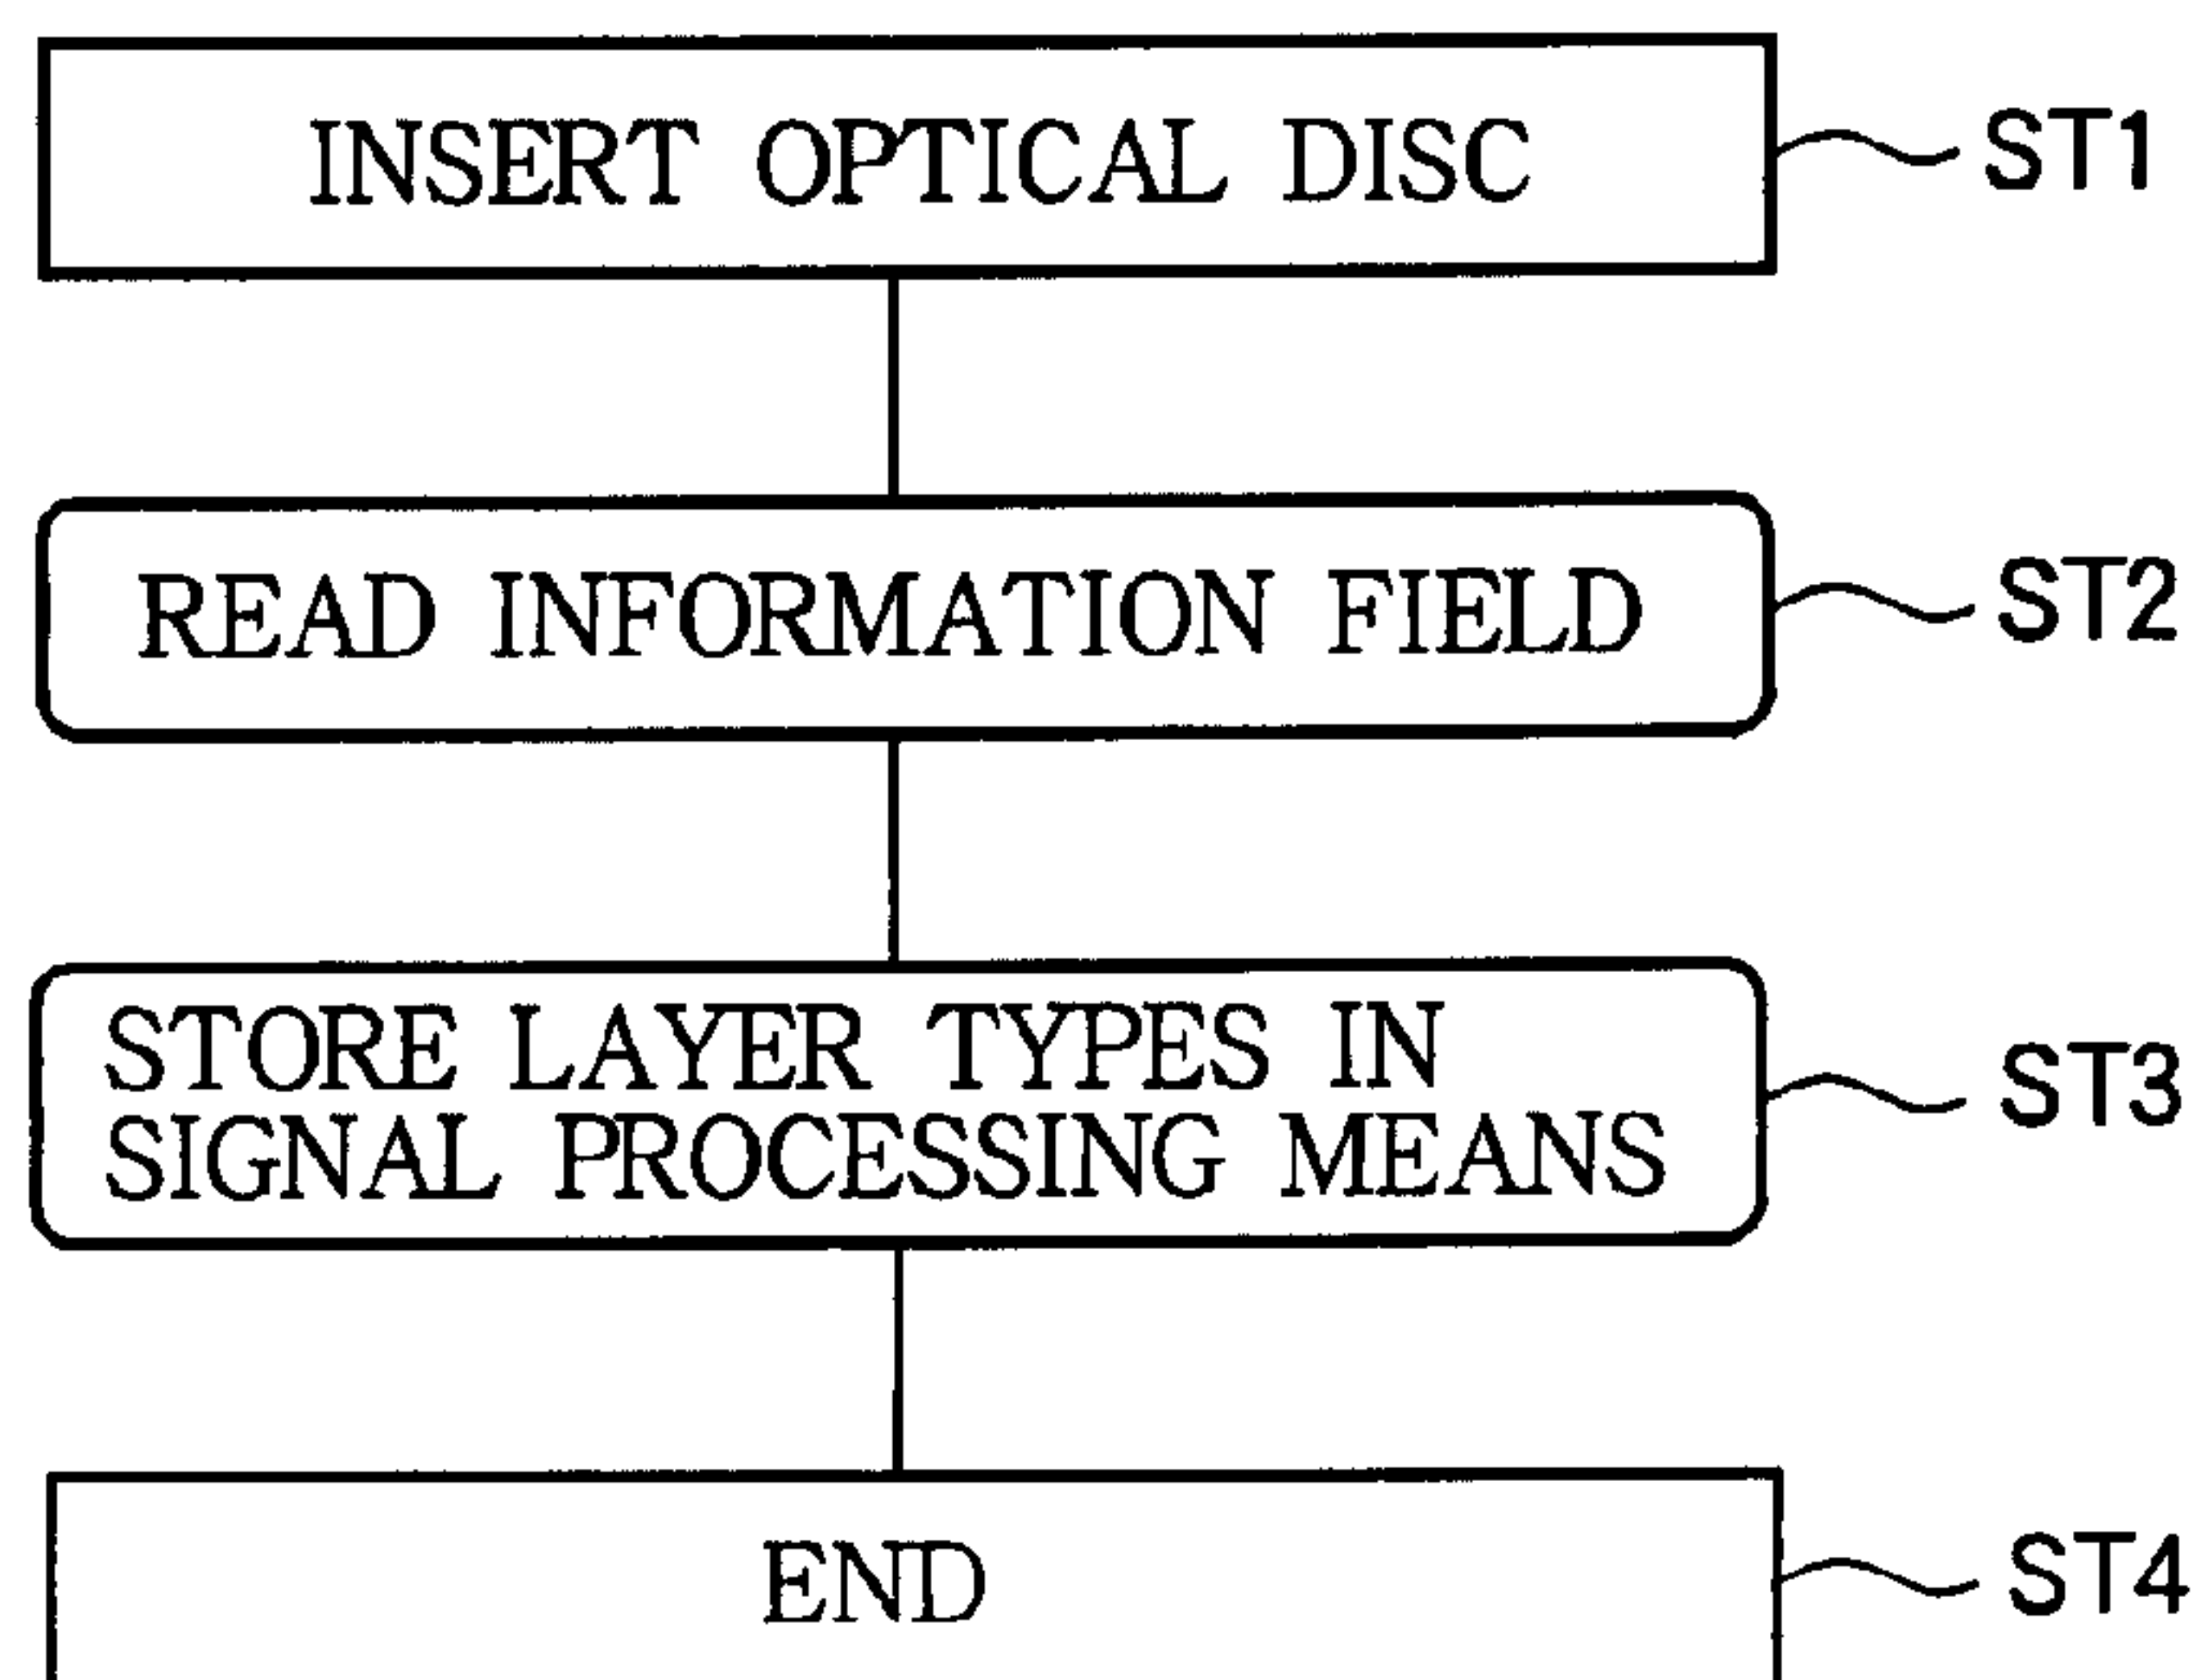 INSERT OPTICAL DISC
ST1
READ INFORMATION FIELD
ST2
STORE LAYER TYPES IN
SIGNAL PROCESSING MEANS
ST3
END
ST4